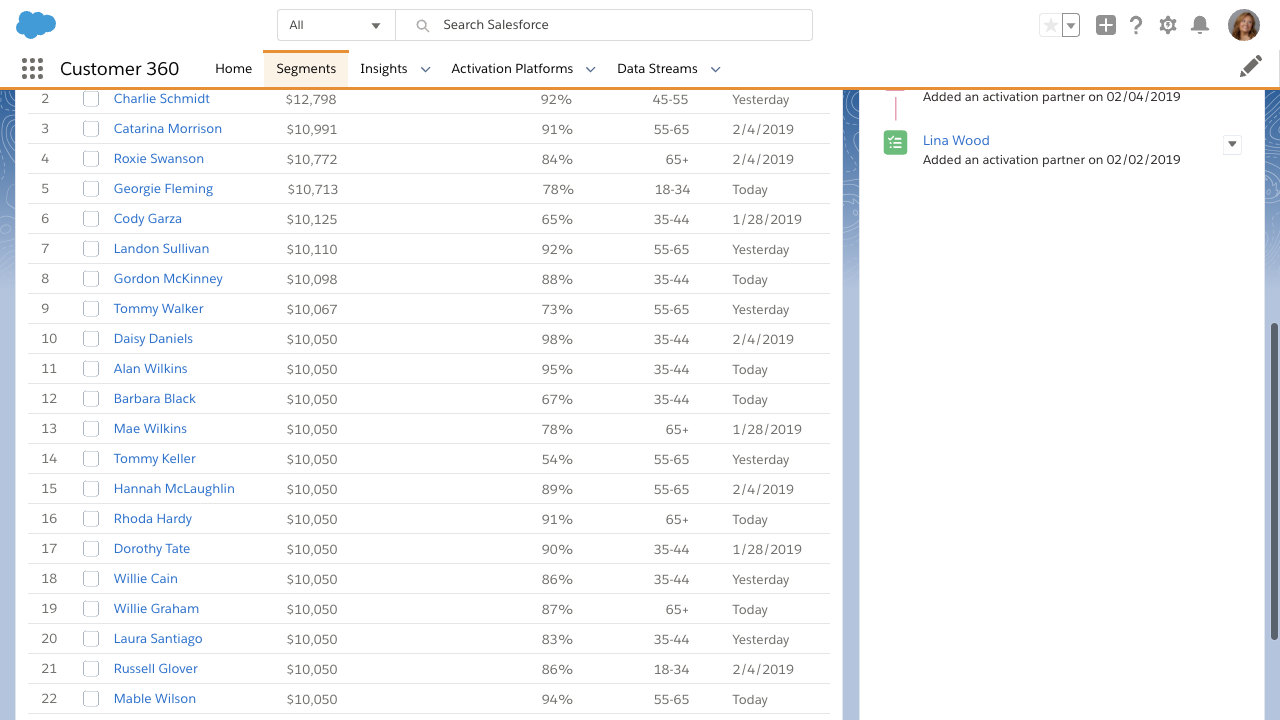 All
Search Salesforce
Customer 360
Home
Segments
Insights
Activation Platforms
Data Streams
2 Charlie Schmidt $12,798 92% 45-55 Yesterday
3 Catarina Morrison $10,991 91% 55-65 2/4/2019
4 Roxie Swanson $10,772 84% 65+ 2/4/2019
5 Georgie Fleming $10,713 78% 18-34 Today
6 Cody Garza $10,125 65% 35-44 1/28/2019
7 Landon Sullivan $10,110 92% 55-65 Yesterday
8 Gordon McKinney $10,098 88% 35-44 Today
9 Tommy Walker $10,067 73% 55-65 Yesterday
10 Daisy Daniels $10,050 98% 35-44 2/4/2019
11 Alan Wilkins $10,050 95% 35-44 Today
12 Barbara Black $10,050 67% 35-44 Today
13 Mae Wilkins $10,050 78% 65+ 1/28/2019
14 Tommy Keller $10,050 54% 55-65 Yesterday
15 Hannah McLaughlin $10,050 89% 55-65 2/4/2019
16 Rhoda Hardy $10,050 91% 65+ Today
17 Dorothy Tate $10,050 90% 35-44 1/28/2019
18 Willie Cain $10,050 86% 35-44 Yesterday
19 Willie Graham $10,050 87% 65+ Today
20 Laura Santiago $10,050 83% 35-44 Yesterday
21 Russell Glover $10,050 86% 18-34 2/4/2019
22 Mable Wilson $10,050 94% 55-65 Today
Added an activation partner on 02/04/2019
Lina Wood
Added an activation partner on 02/02/2019